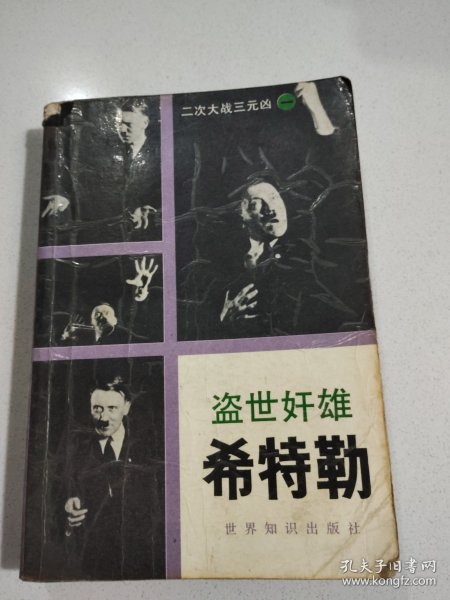 二次大战三元凶 一
盗世奸雄
希特勒
世界知识出版社
孔夫子旧书网
www.kongfz.com